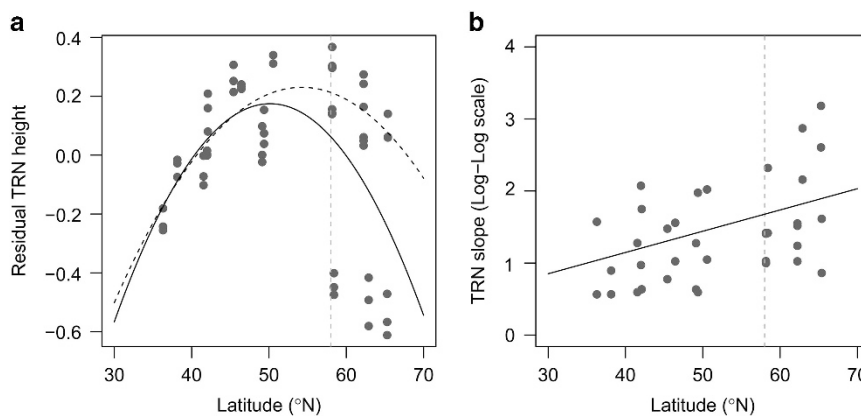 a
b
Residual TRN height
0.4
0.2
0.0
−0.2
−0.4
−0.6
30 40 50 60 70
Latitude (°N)
TRN slope (Log–Log scale)
4
3
2
1
0
30 40 50 60 70
Latitude (°N)